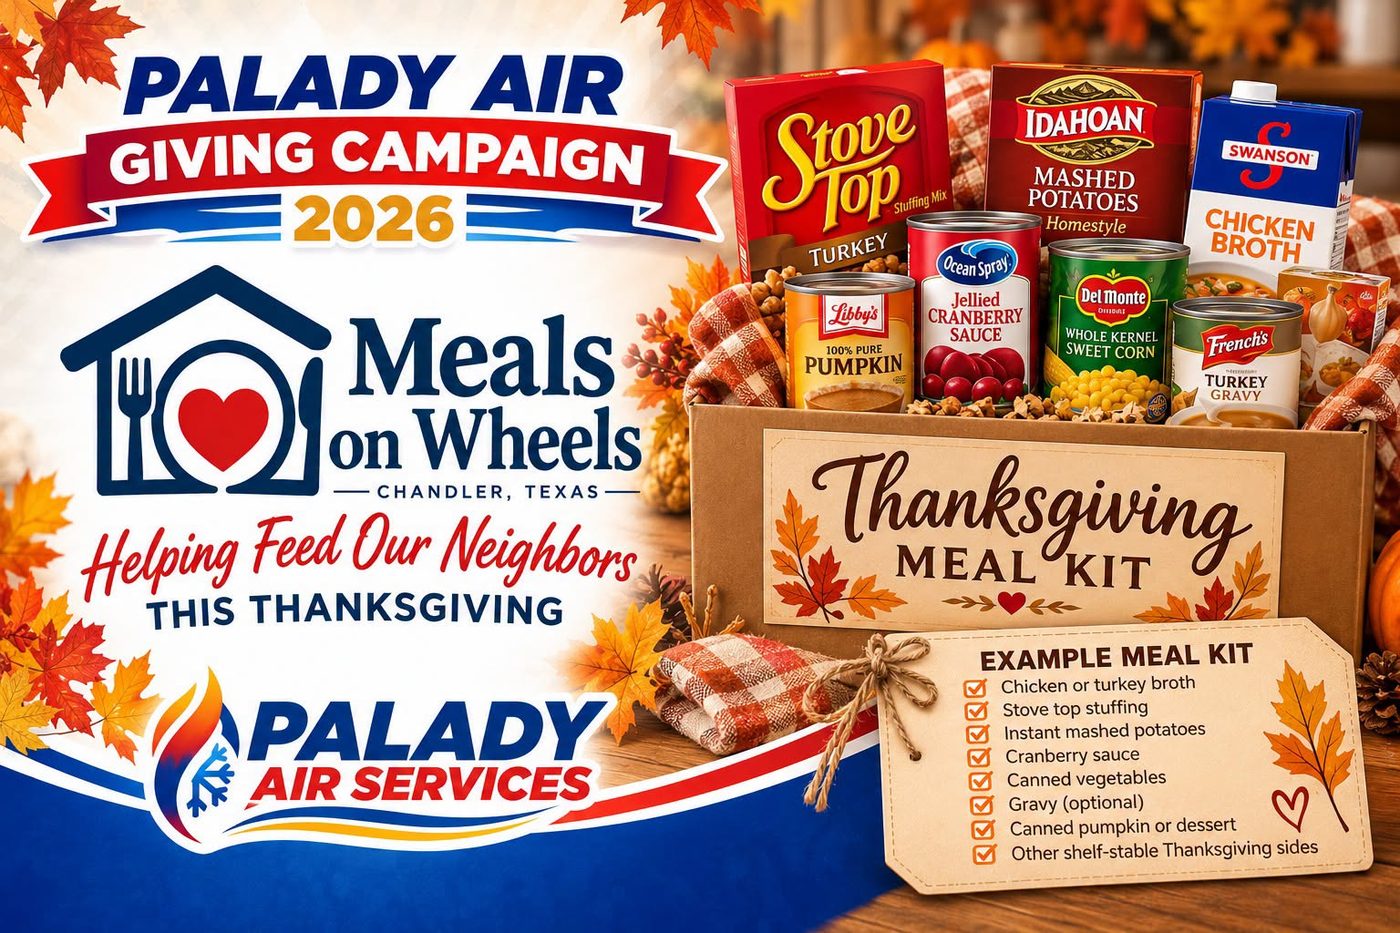 PALADY AIR
GIVING CAMPAIGN
2026
Meals
on Wheels
CHANDLER, TEXAS
Helping Feed Our Neighbors
THIS THANKSGIVING
PALADY
AIR SERVICES
Stove
Top
Stuffing Mix
TURKEY
IDAHOAN
MASHED
POTATOES
Homestyle
S
SWANSON
CHICKEN
BROTH
Libby's
100% PURE
PUMPKIN
Ocean Spray
Jellied
CRANBERRY
SAUCE
Del Monte
WHOLE KERNEL
SWEET CORN
French's
TURKEY
GRAVY
Thanksgiving
MEAL KIT
EXAMPLE MEAL KIT
Chicken or turkey broth
Stove top stuffing
Instant mashed potatoes
Cranberry sauce
Canned vegetables
Gravy (optional)
Canned pumpkin or dessert
Other shelf-stable Thanksgiving sides